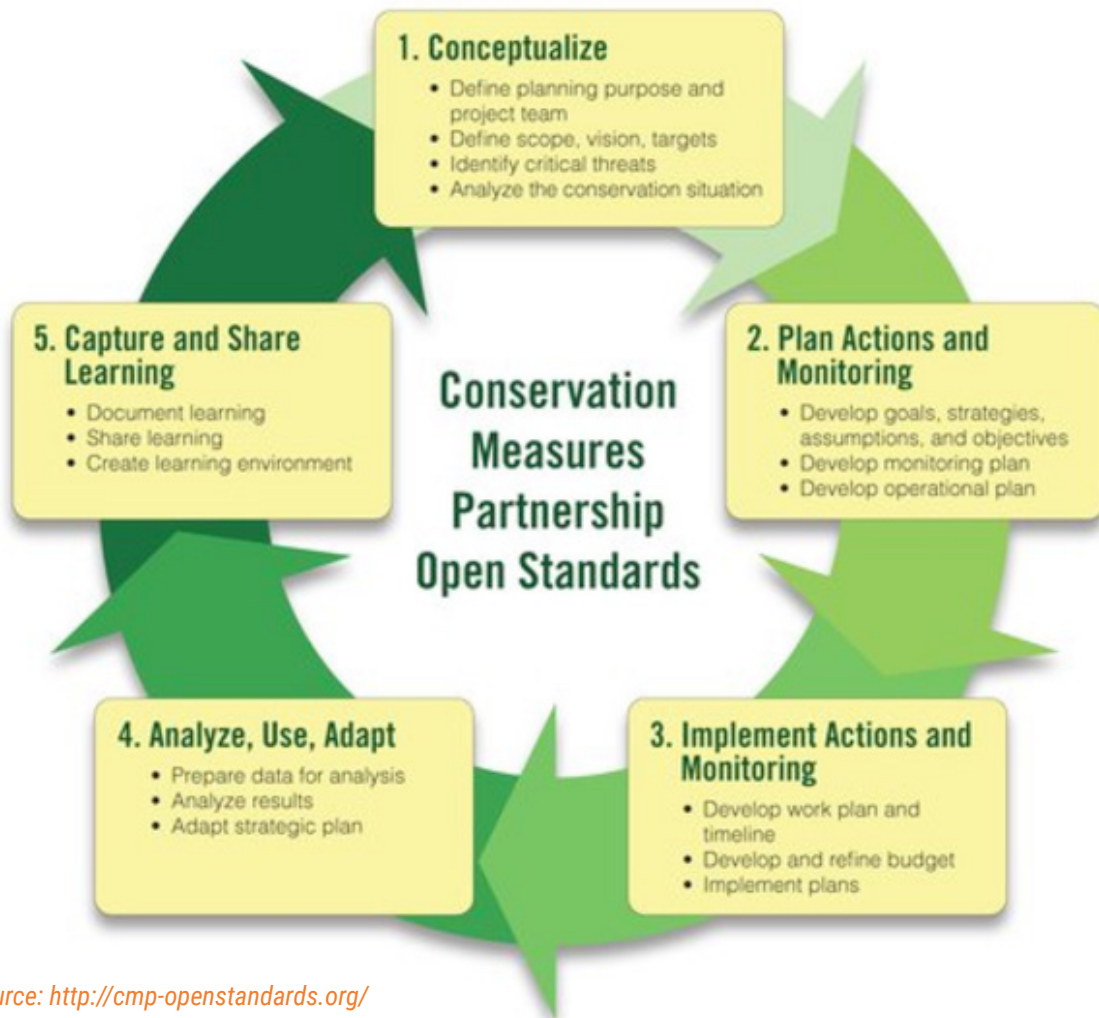 1. Conceptualize
• Define planning purpose and
project team
• Define scope, vision, targets
• Identify critical threats
• Analyze the conservation situation
2. Plan Actions and
Monitoring
• Develop goals, strategies,
assumptions, and objectives
• Develop monitoring plan
• Develop operational plan
3. Implement Actions and
Monitoring
• Develop work plan and
timeline
• Develop and refine budget
• Implement plans
4. Analyze, Use, Adapt
• Prepare data for analysis
• Analyze results
• Adapt strategic plan
5. Capture and Share
Learning
• Document learning
• Share learning
• Create learning environment
Conservation
Measures
Partnership
Open Standards
urce: http://cmp-openstandards.org/